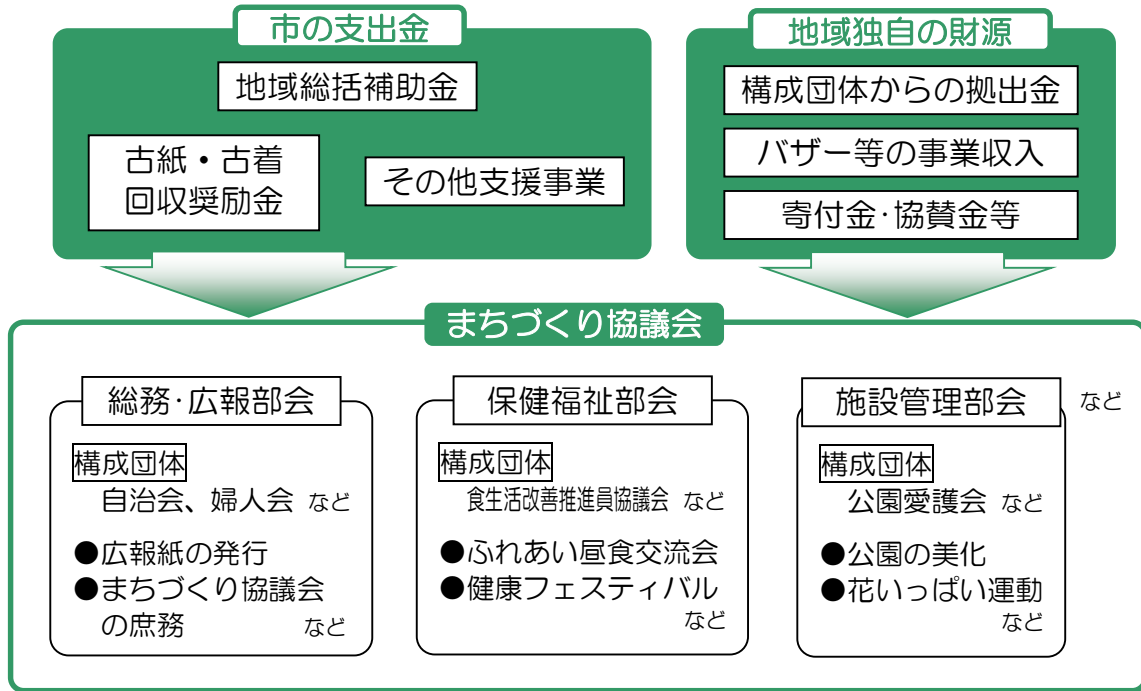 市の支出金
地域総括補助金
古紙・古着
回収奨励金
その他支援事業
地域独自の財源
構成団体からの拠出金
バザー等の事業収入
寄付金･協賛金等
まちづくり協議会
総務･広報部会
構成団体
自治会、婦人会 など
●広報紙の発行
●まちづくり協議会
の庶務 など
保健福祉部会
構成団体
食生活改善推進員協議会 など
●ふれあい昼食交流会
●健康フェスティバル
など
施設管理部会
構成団体
公園愛護会 など
●公園の美化
●花いっぱい運動
など
など